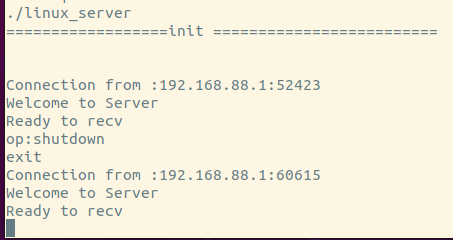 ./linux_server
==================init =========================
Connection from :192.168.88.1:52423
Welcome to Server
Ready to recv
op:shutdown
exit
Connection from :192.168.88.1:60615
Welcome to Server
Ready to recv